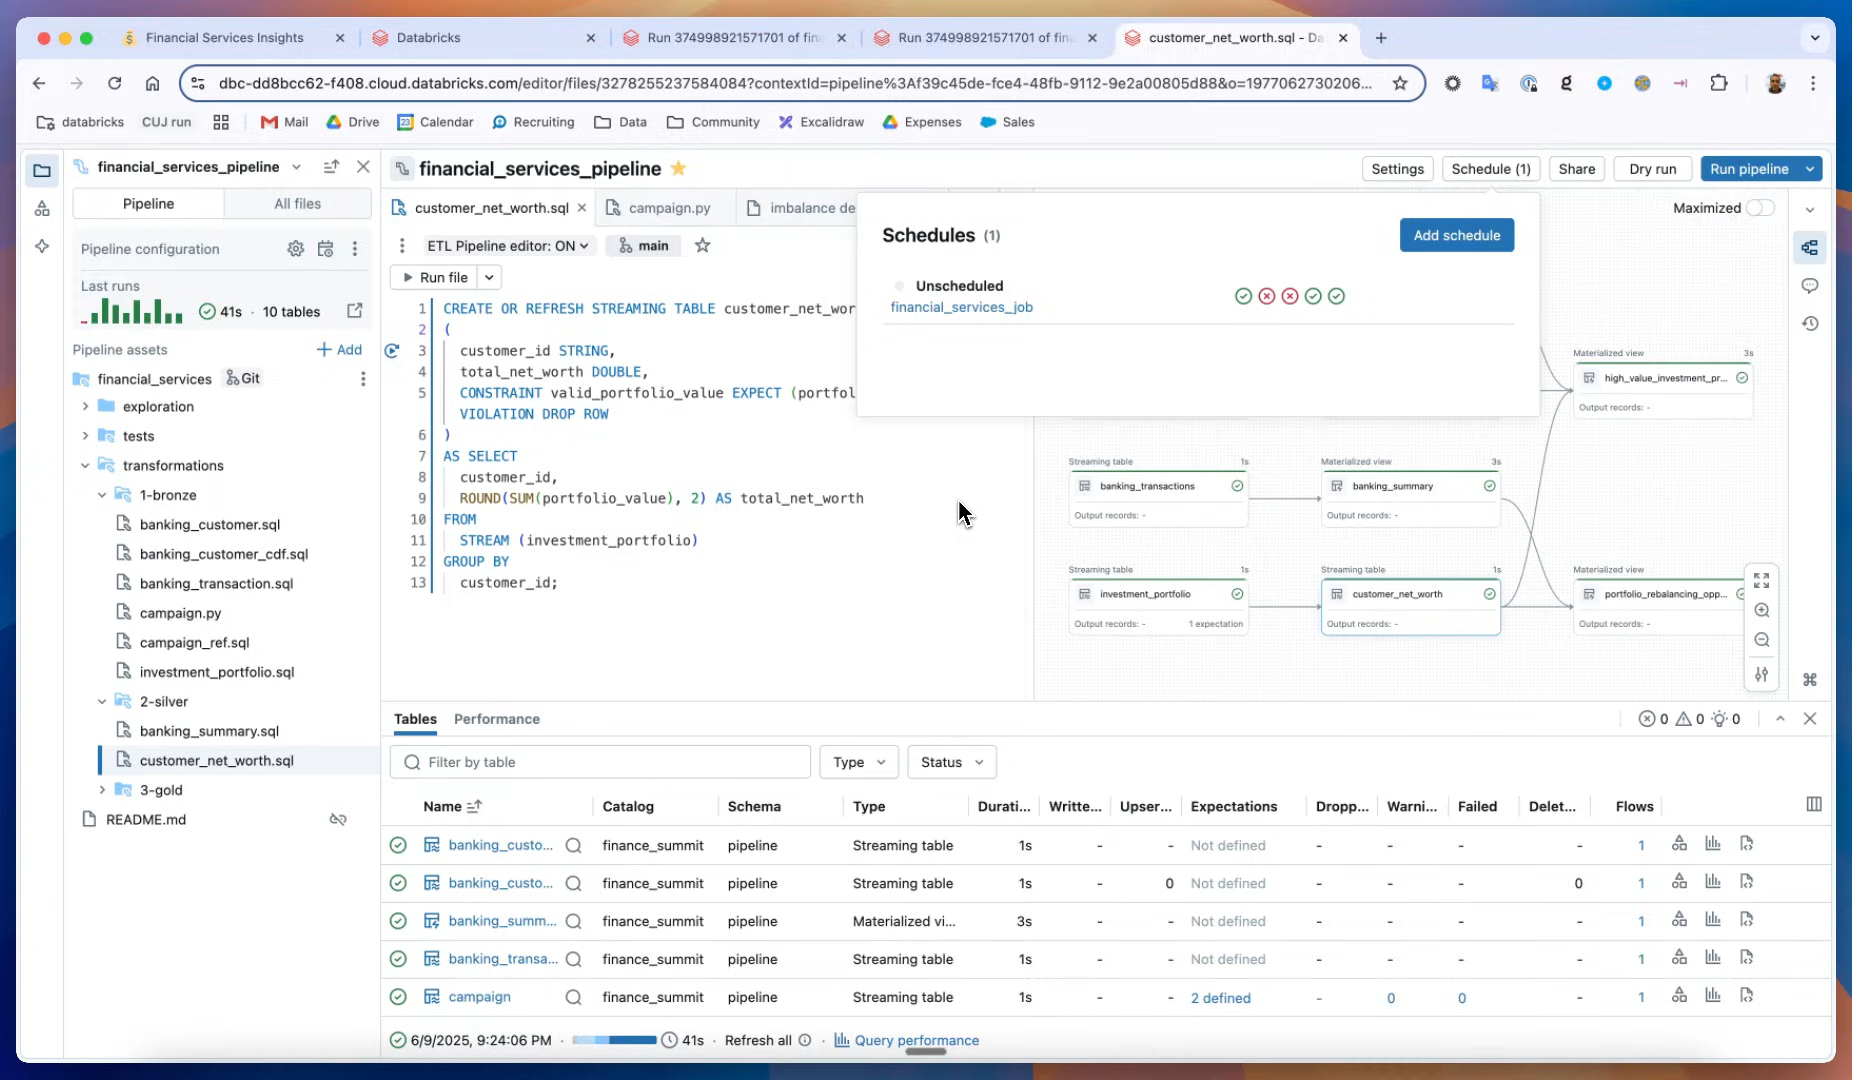 Financial Services Insights
Databricks
Run 374998921571701 of fin
Run 374998921571701 of fin
customer_net_worth.sql - Da
dbc-dd8bcc62-f408.cloud.databricks.com/editor/files/3278255237584084?contextId=pipeline%3Af39c45de-fce4-48fb-9112-9e2a00805d88&o=1977062730206...
databricks
CUJ run
Mail
Drive
Calendar
Recruiting
Data
Community
Excalidraw
Expenses
Sales
financial_services_pipeline
Pipeline
All files
Pipeline configuration
Last runs
41s · 10 tables
Pipeline assets
Add
financial_services
Git
exploration
tests
transformations
1-bronze
banking_customer.sql
banking_customer_cdf.sql
banking_transaction.sql
campaign.py
campaign_ref.sql
investment_portfolio.sql
2-silver
banking_summary.sql
customer_net_worth.sql
3-gold
README.md
financial_services_pipeline
Settings
Schedule (1)
Share
Dry run
Run pipeline
customer_net_worth.sql
campaign.py
imbalance de
ETL Pipeline editor: ON
main
Run file
1 CREATE OR REFRESH STREAMING TABLE customer_net_wor
2 (
3 customer_id STRING,
4 total_net_worth DOUBLE,
5 CONSTRAINT valid_portfolio_value EXPECT (portfol
VIOLATION DROP ROW
6 )
7 AS SELECT
8 customer_id,
9 ROUND(SUM(portfolio_value), 2) AS total_net_worth
10 FROM
11 STREAM (investment_portfolio)
12 GROUP BY
13 customer_id;
Schedules (1)
Add schedule
Unscheduled
financial_services_job
Maximized
Materialized view 3s
high_value_investment_pr...
Output records: -
Streaming table 1s
banking_transactions
Output records: -
Materialized view 3s
banking_summary
Output records: -
Streaming table 1s
investment_portfolio
Output records: - 1 expectation
Streaming table 1s
customer_net_worth
Output records: -
Materialized view
portfolio_rebalancing_opp...
Output records: -
Tables
Performance
0 0 0
Filter by table
Type
Status
Name Catalog Schema Type Durati... Writte... Upser... Expectations Dropp... Warni... Failed Delet... Flows
banking_custo... finance_summit pipeline Streaming table 1s - - Not defined - - - - 1
banking_custo... finance_summit pipeline Streaming table 1s - 0 Not defined - - - 0 1
banking_summ... finance_summit pipeline Materialized vi... 3s - - Not defined - - - - 1
banking_transa... finance_summit pipeline Streaming table 1s - - Not defined - - - - 1
campaign finance_summit pipeline Streaming table 1s - - 2 defined - 0 0 - 1
6/9/2025, 9:24:06 PM · 41s · Refresh all · Query performance